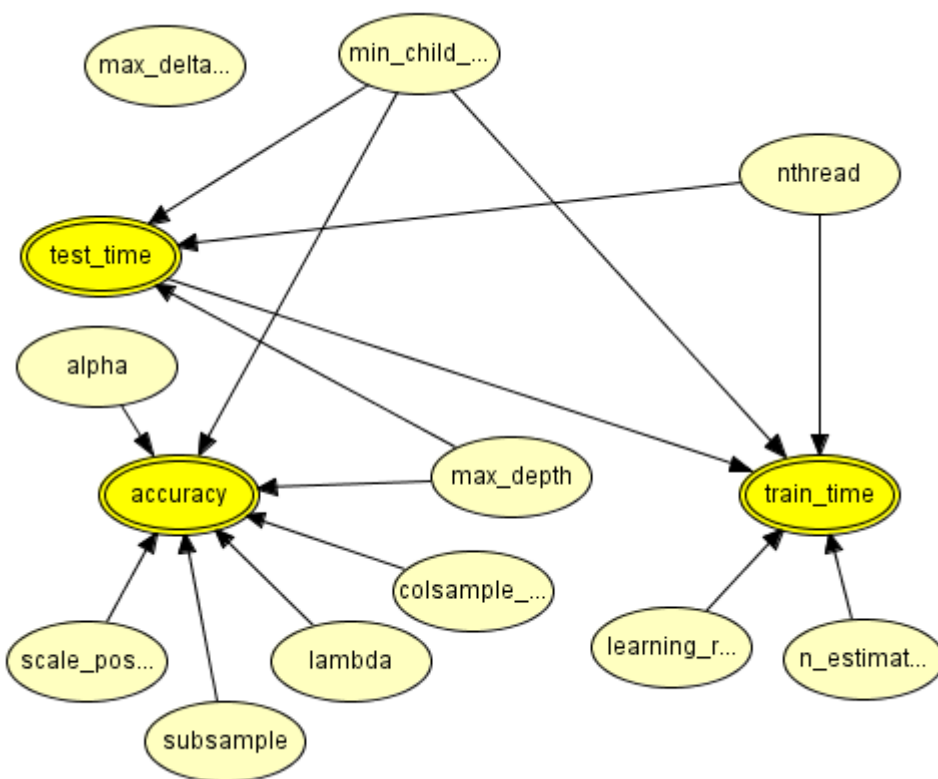 min_child_...
max_delta...
nthread
test_time
alpha
max_depth
accuracy
train_time
colsample_...
learning_r...
scale_pos...
lambda
n_estimat...
subsample